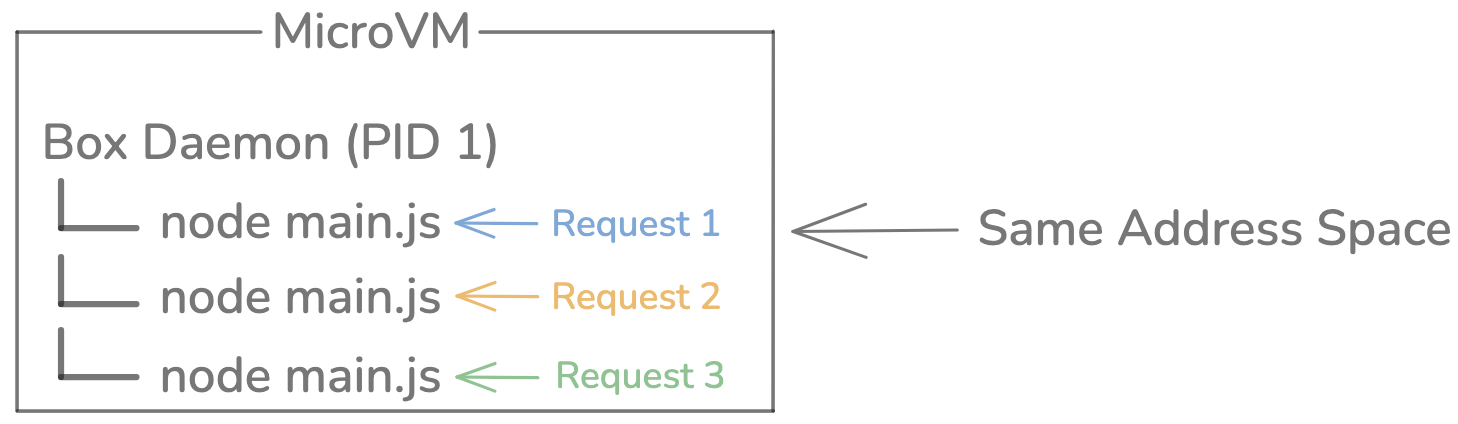 MicroVM
Box Daemon (PID 1)
node main.js
Request 1
Same Address Space
node main.js
Request 2
node main.js
Request 3